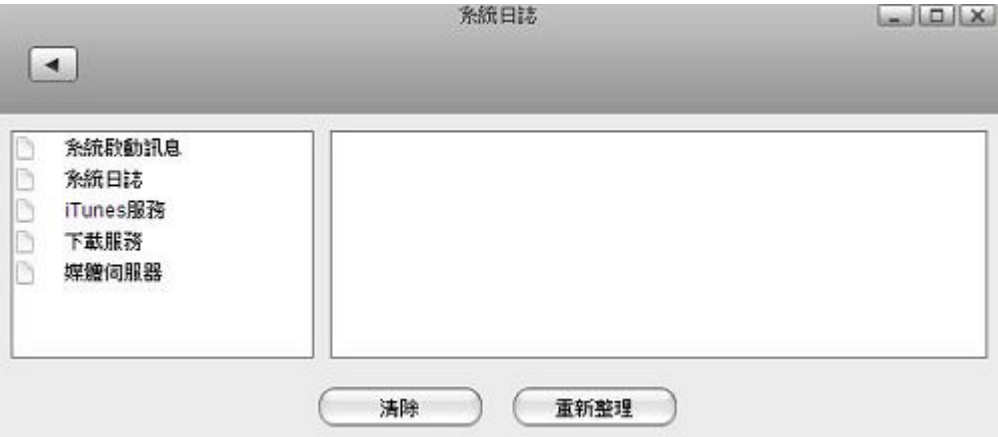 系統日誌
系統啟動訊息
系統日誌
iTunes服務
下載服務
媒體伺服器
清除
重新整理